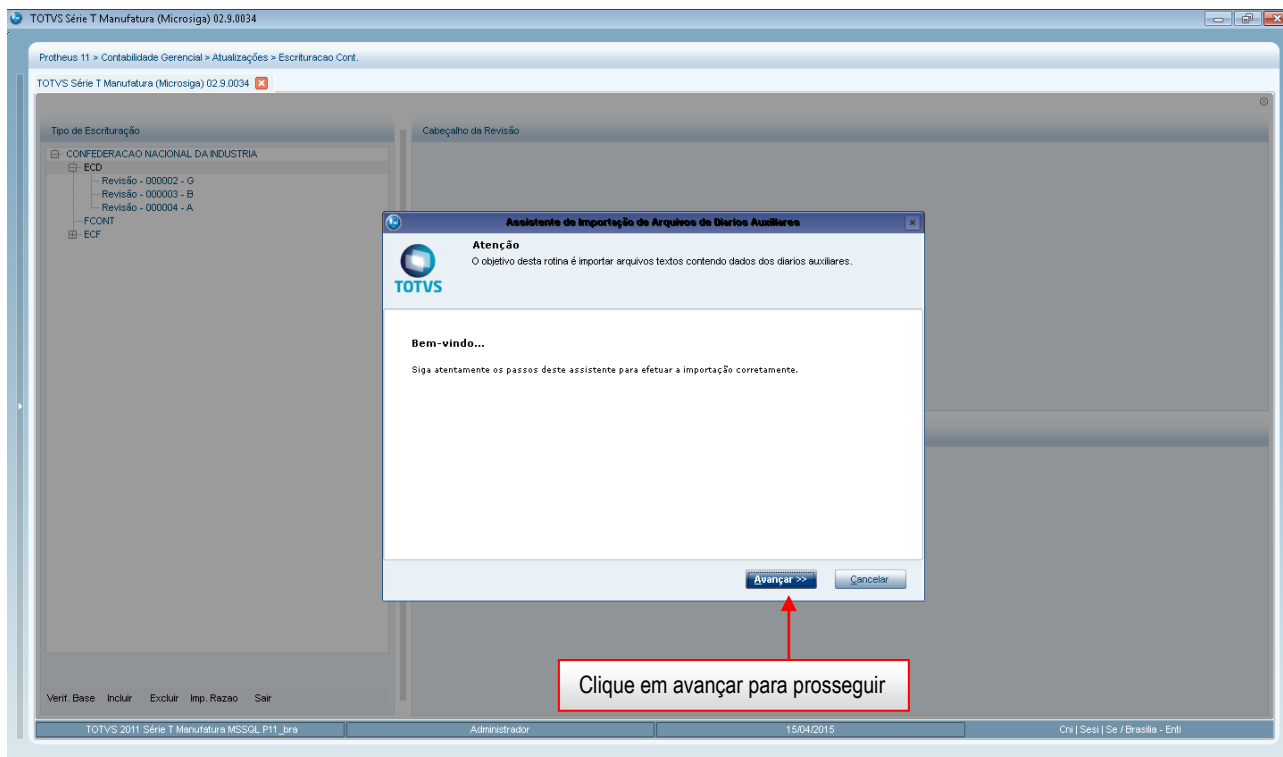 TOTVS Série T Manufatura (Microsiga) 02.9.0034
Protheus 11 > Contabilidade Gerencial > Atualizações > Escrituracao Cont.
TOTVS Série T Manufatura (Microsiga) 02.9.0034
Tipo de Escrituração
Cabeçalho da Revisão
CONFEDERACAO NACIONAL DA INDUSTRIA
ECD
Revisão - 000002 - G
Revisão - 000003 - B
Revisão - 000004 - A
FCONT
ECF
Assistente de Importação de Arquivos de Diarios Auxiliares
Atenção
O objetivo desta rotina é importar arquivos textos contendo dados dos diarios auxiliares.
TOTVS
Bem-vindo...
Siga atentamente os passos deste assistente para efetuar a importação corretamente.
Avançar >>
Cancelar
Clique em avançar para prosseguir
Verif. Base Incluir Excluir Imp. Razao Sair
TOTVS 2011 Série T Manufatura MSSQL P11_bra
Administrador
15/04/2015
Cni | Sesi | Se / Brasilia - Enti